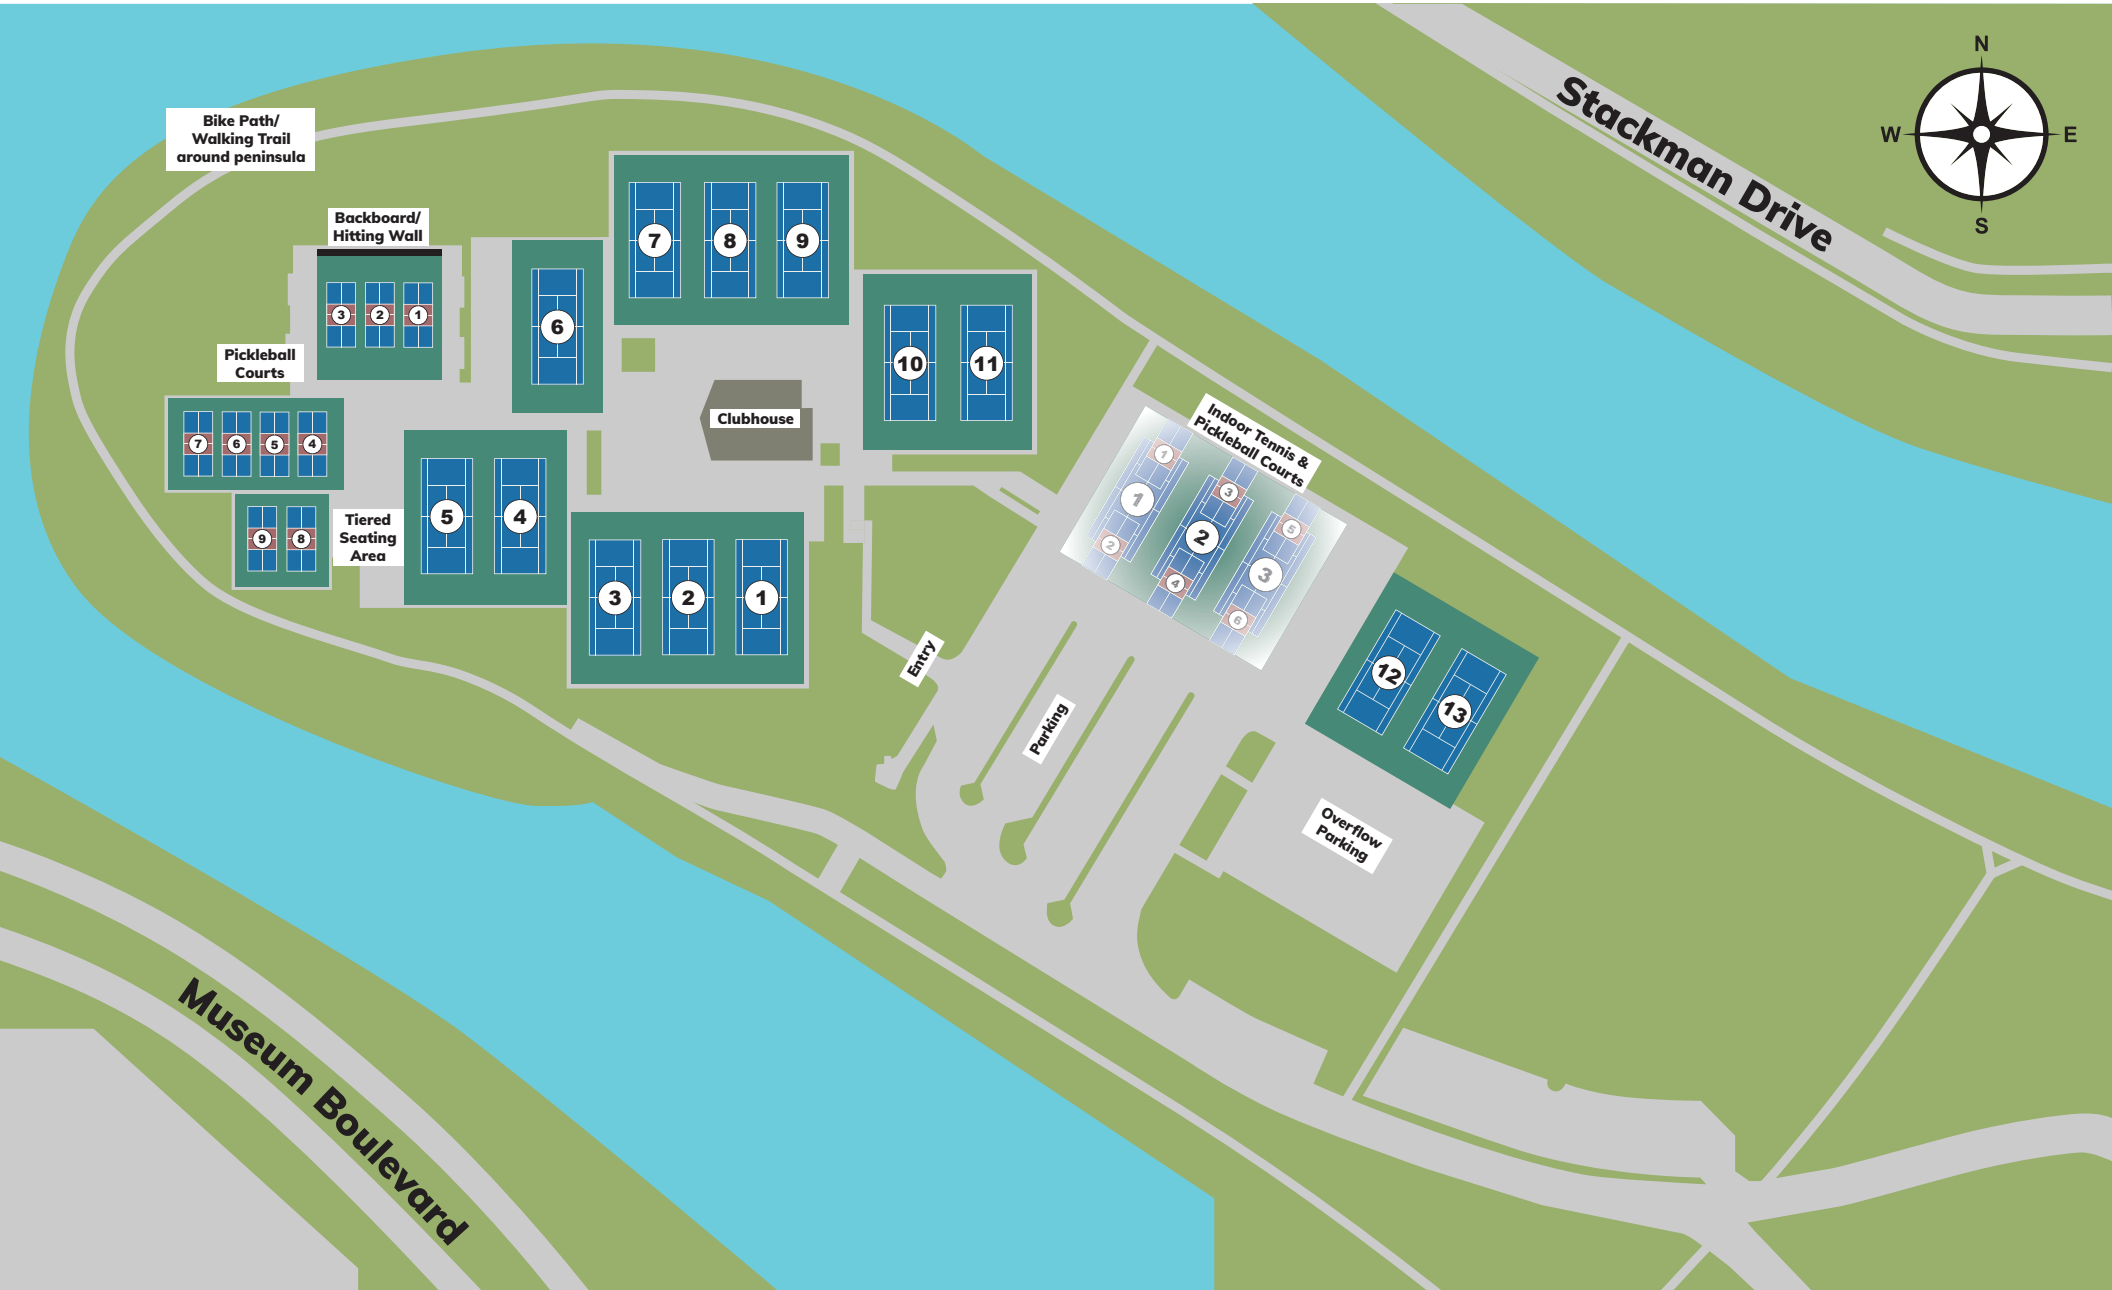 N
W
E
S
Stackman Drive
Bike Path/
Walking Trail
around peninsula
Backboard/
Hitting Wall
3
2
1
Pickleball
Courts
7
6
5
4
9
8
Tiered
Seating
Area
6
7
8
9
10
11
Clubhouse
5
4
3
2
1
Indoor Tennis &
Pickleball Courts
1
1
2
3
2
4
5
3
6
12
13
Entry
Parking
Overflow
Parking
Museum Boulevard